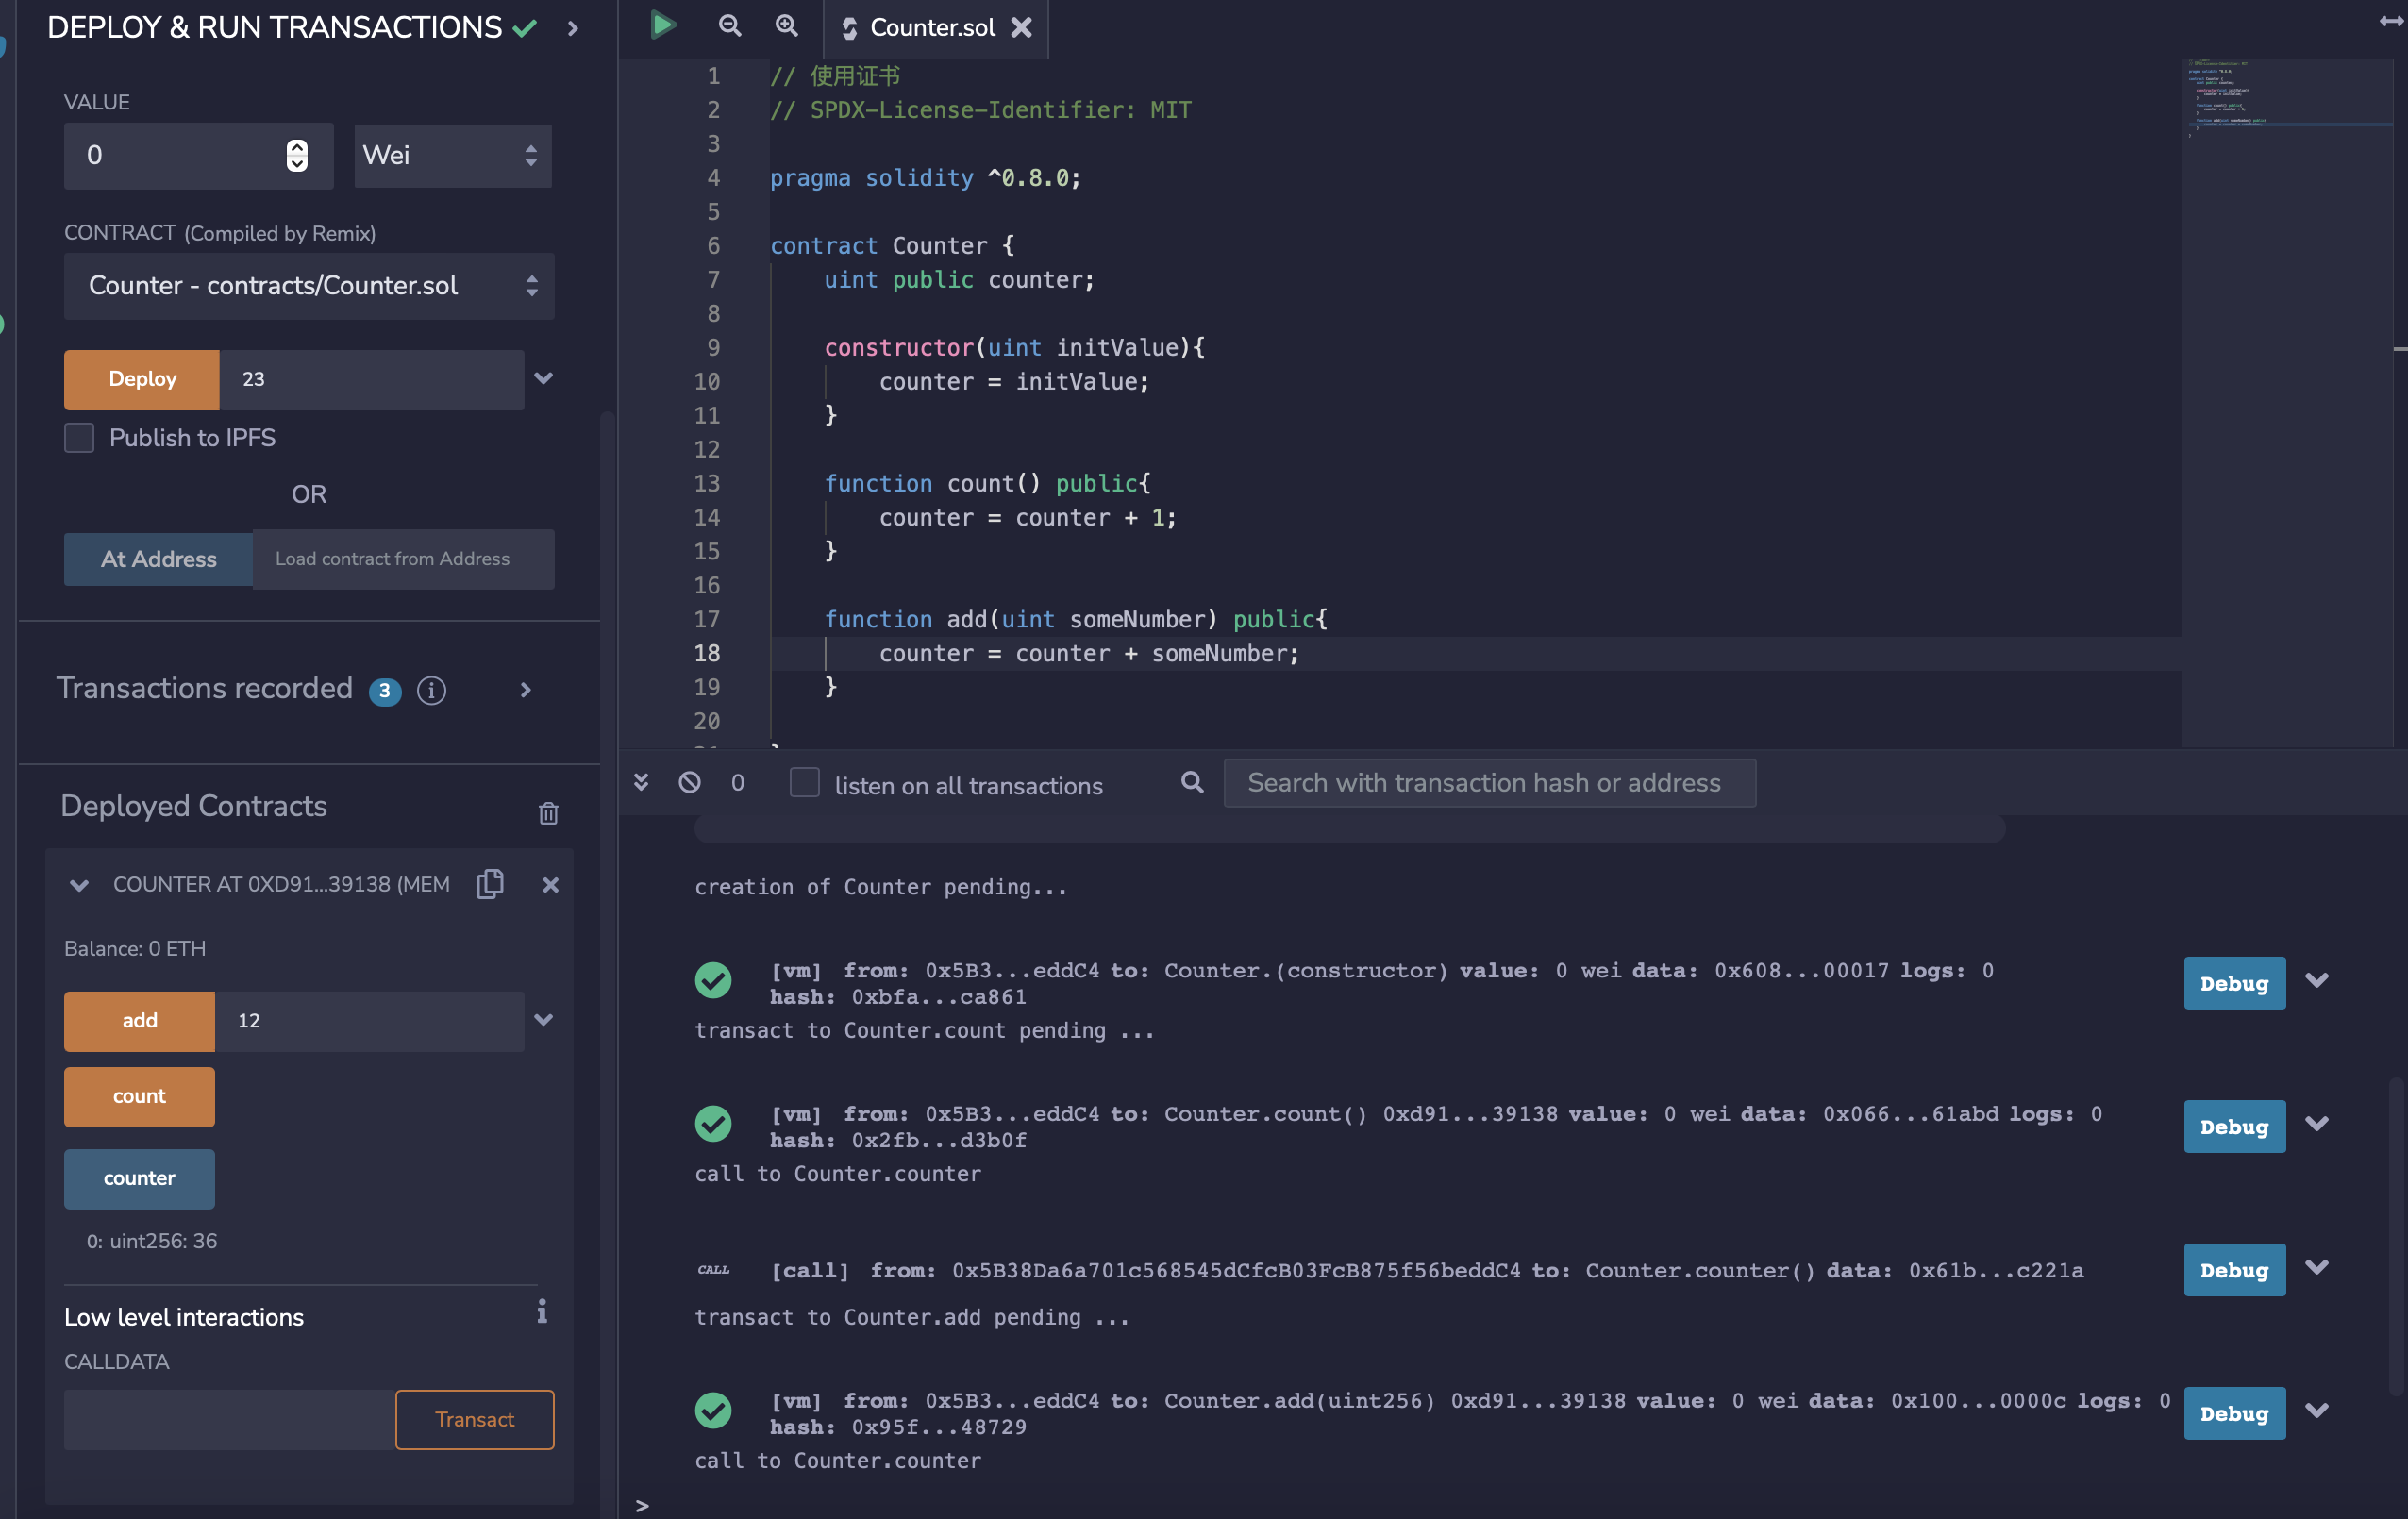 DEPLOY & RUN TRANSACTIONS
VALUE
0
Wei
CONTRACT (Compiled by Remix)
Counter - contracts/Counter.sol
Deploy 23
Publish to IPFS
OR
At Address Load contract from Address
Transactions recorded 3 i
Deployed Contracts
COUNTER AT 0XD91...39138 (MEM
Balance: 0 ETH
add 12
count
counter
0: uint256: 36
Low level interactions
CALLDATA
Transact
Counter.sol
1 // 使用证书
2 // SPDX-License-Identifier: MIT
3
4 pragma solidity ^0.8.0;
5
6 contract Counter {
7 uint public counter;
8
9 constructor(uint initValue){
10 counter = initValue;
11 }
12
13 function count() public{
14 counter = counter + 1;
15 }
16
17 function add(uint someNumber) public{
18 counter = counter + someNumber;
19 }
20
0 listen on all transactions Search with transaction hash or address
creation of Counter pending...
[vm] from: 0x5B3...eddC4 to: Counter.(constructor) value: 0 wei data: 0x608...00017 logs: 0
hash: 0xbfa...ca861
Debug
transact to Counter.count pending ...
[vm] from: 0x5B3...eddC4 to: Counter.count() 0xd91...39138 value: 0 wei data: 0x066...61abd logs: 0
hash: 0x2fb...d3b0f
Debug
call to Counter.counter
CALL [call] from: 0x5B38Da6a701c568545dCfcB03FcB875f56beddC4 to: Counter.counter() data: 0x61b...c221a
Debug
transact to Counter.add pending ...
[vm] from: 0x5B3...eddC4 to: Counter.add(uint256) 0xd91...39138 value: 0 wei data: 0x100...0000c logs: 0
hash: 0x95f...48729
Debug
call to Counter.counter
>